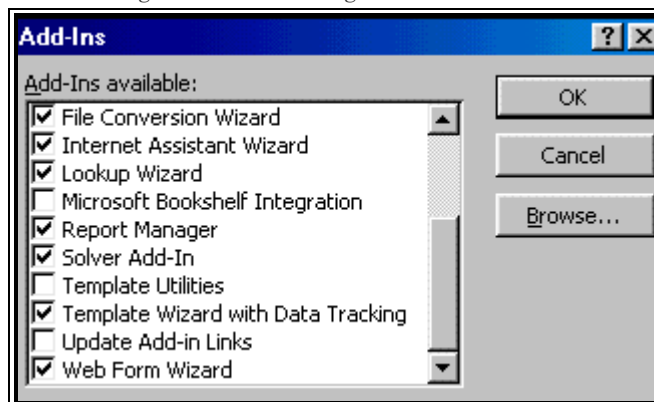 Add-Ins
Add-Ins available:
File Conversion Wizard
Internet Assistant Wizard
Lookup Wizard
Microsoft Bookshelf Integration
Report Manager
Solver Add-In
Template Utilities
Template Wizard with Data Tracking
Update Add-in Links
Web Form Wizard
OK
Cancel
Browse...